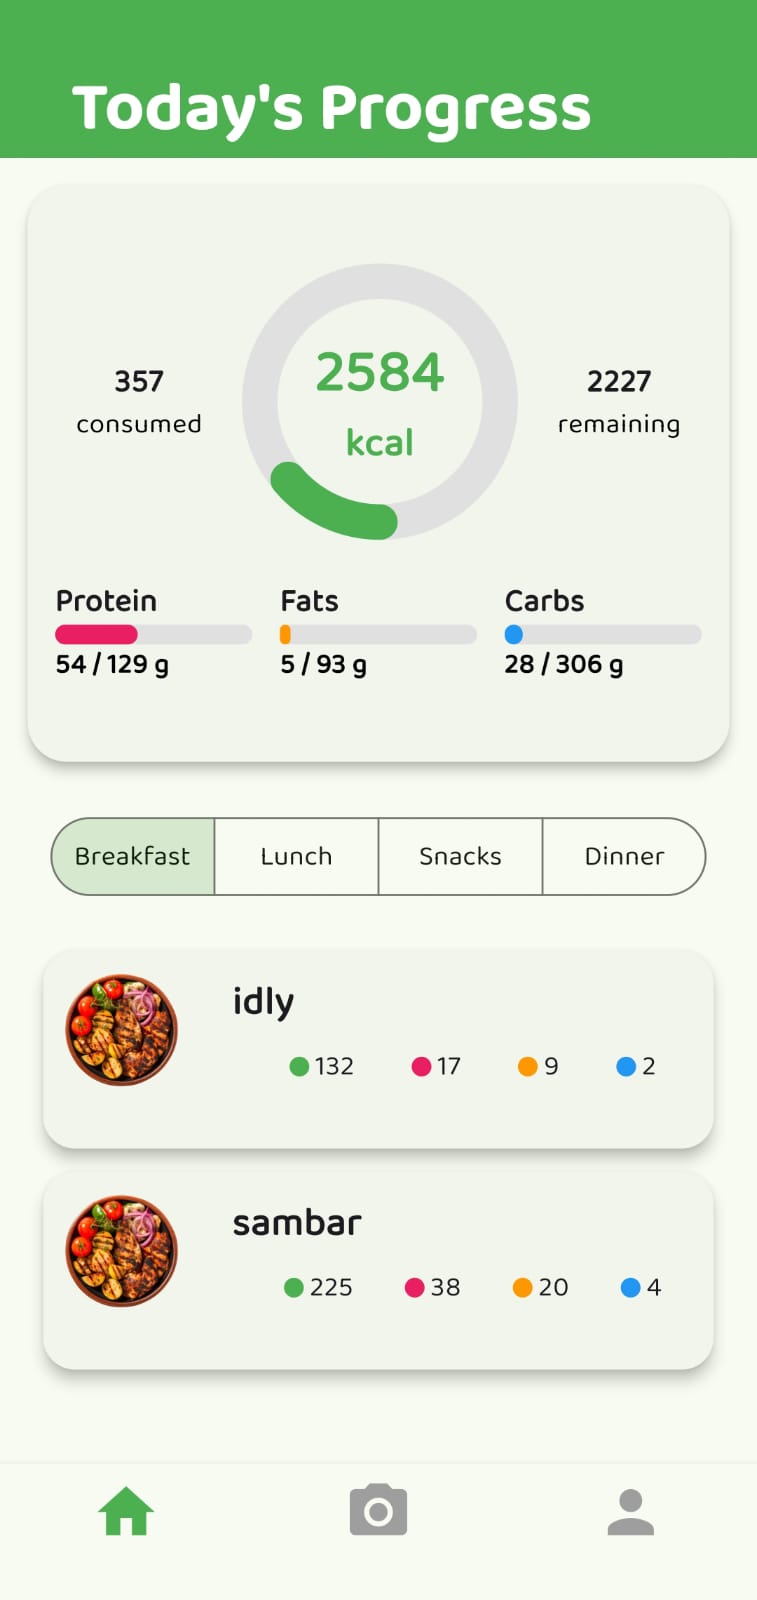 Today's Progress
2584
kcal
357
consumed
2227
remaining
Protein
54 / 129 g
Fats
5 / 93 g
Carbs
28 / 306 g
Breakfast Lunch Snacks Dinner
idly
132 17 9 2
sambar
225 38 20 4